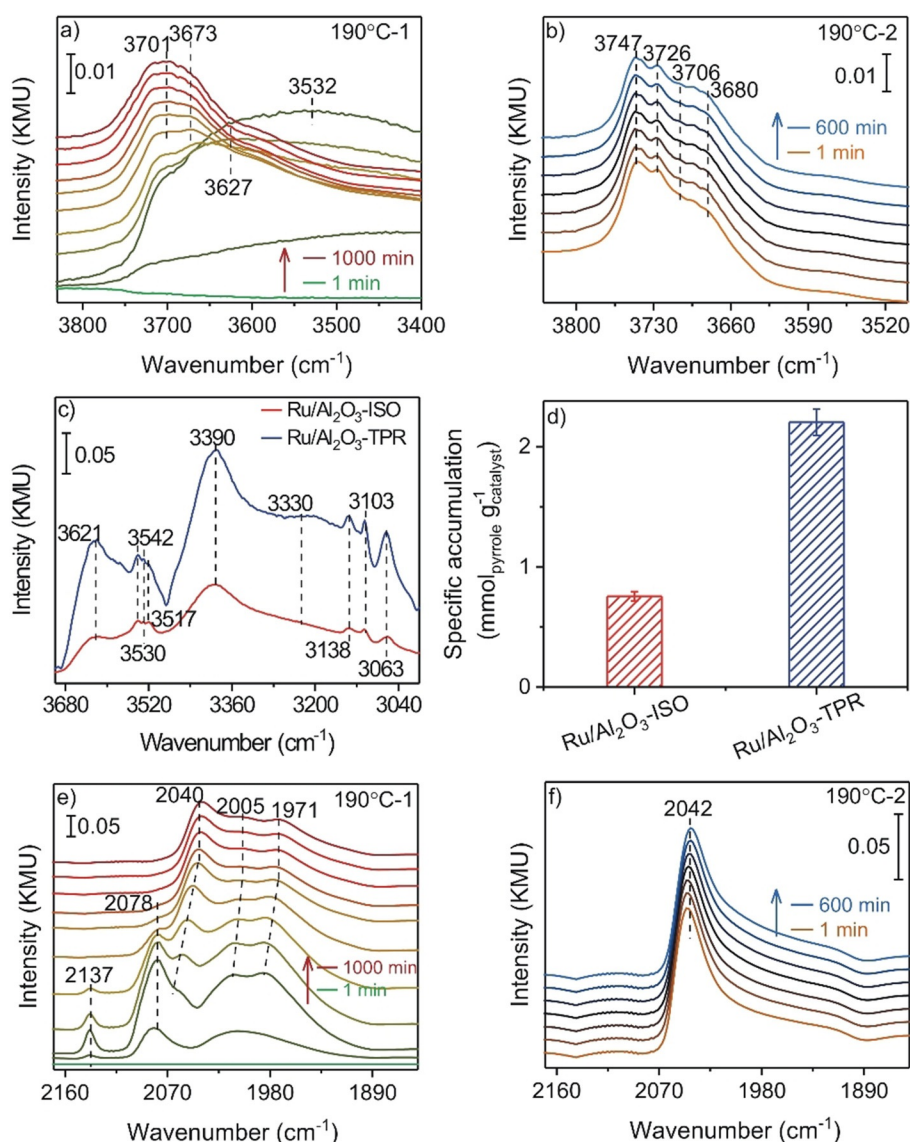 a) 190°C-1
3701 3673
0.01
3532
3627
1000 min
1 min
Intensity (KMU)
3800 3700 3600 3500 3400
Wavenumber (cm⁻¹)
b) 190°C-2
3747 3726
3706
3680
0.01
600 min
1 min
Intensity (KMU)
3800 3730 3660 3590 3520
Wavenumber (cm⁻¹)
c) Ru/Al₂O₃-ISO
Ru/Al₂O₃-TPR
0.05
3390
3621 3542 3330 3103
3517
3530
3138
3063
Intensity (KMU)
3680 3520 3360 3200 3040
Wavenumber (cm⁻¹)
d)
Specific accumulation
(mmol_pyrrole g⁻¹_catalyst)
2
1
0
Ru/Al₂O₃-ISO
Ru/Al₂O₃-TPR
e) 190°C-1
0.05
2040 2005 1971
2078
2137
1000 min
1 min
Intensity (KMU)
2160 2070 1980 1890
Wavenumber (cm⁻¹)
f) 190°C-2
2042
0.05
600 min
1 min
Intensity (KMU)
2160 2070 1980 1890
Wavenumber (cm⁻¹)